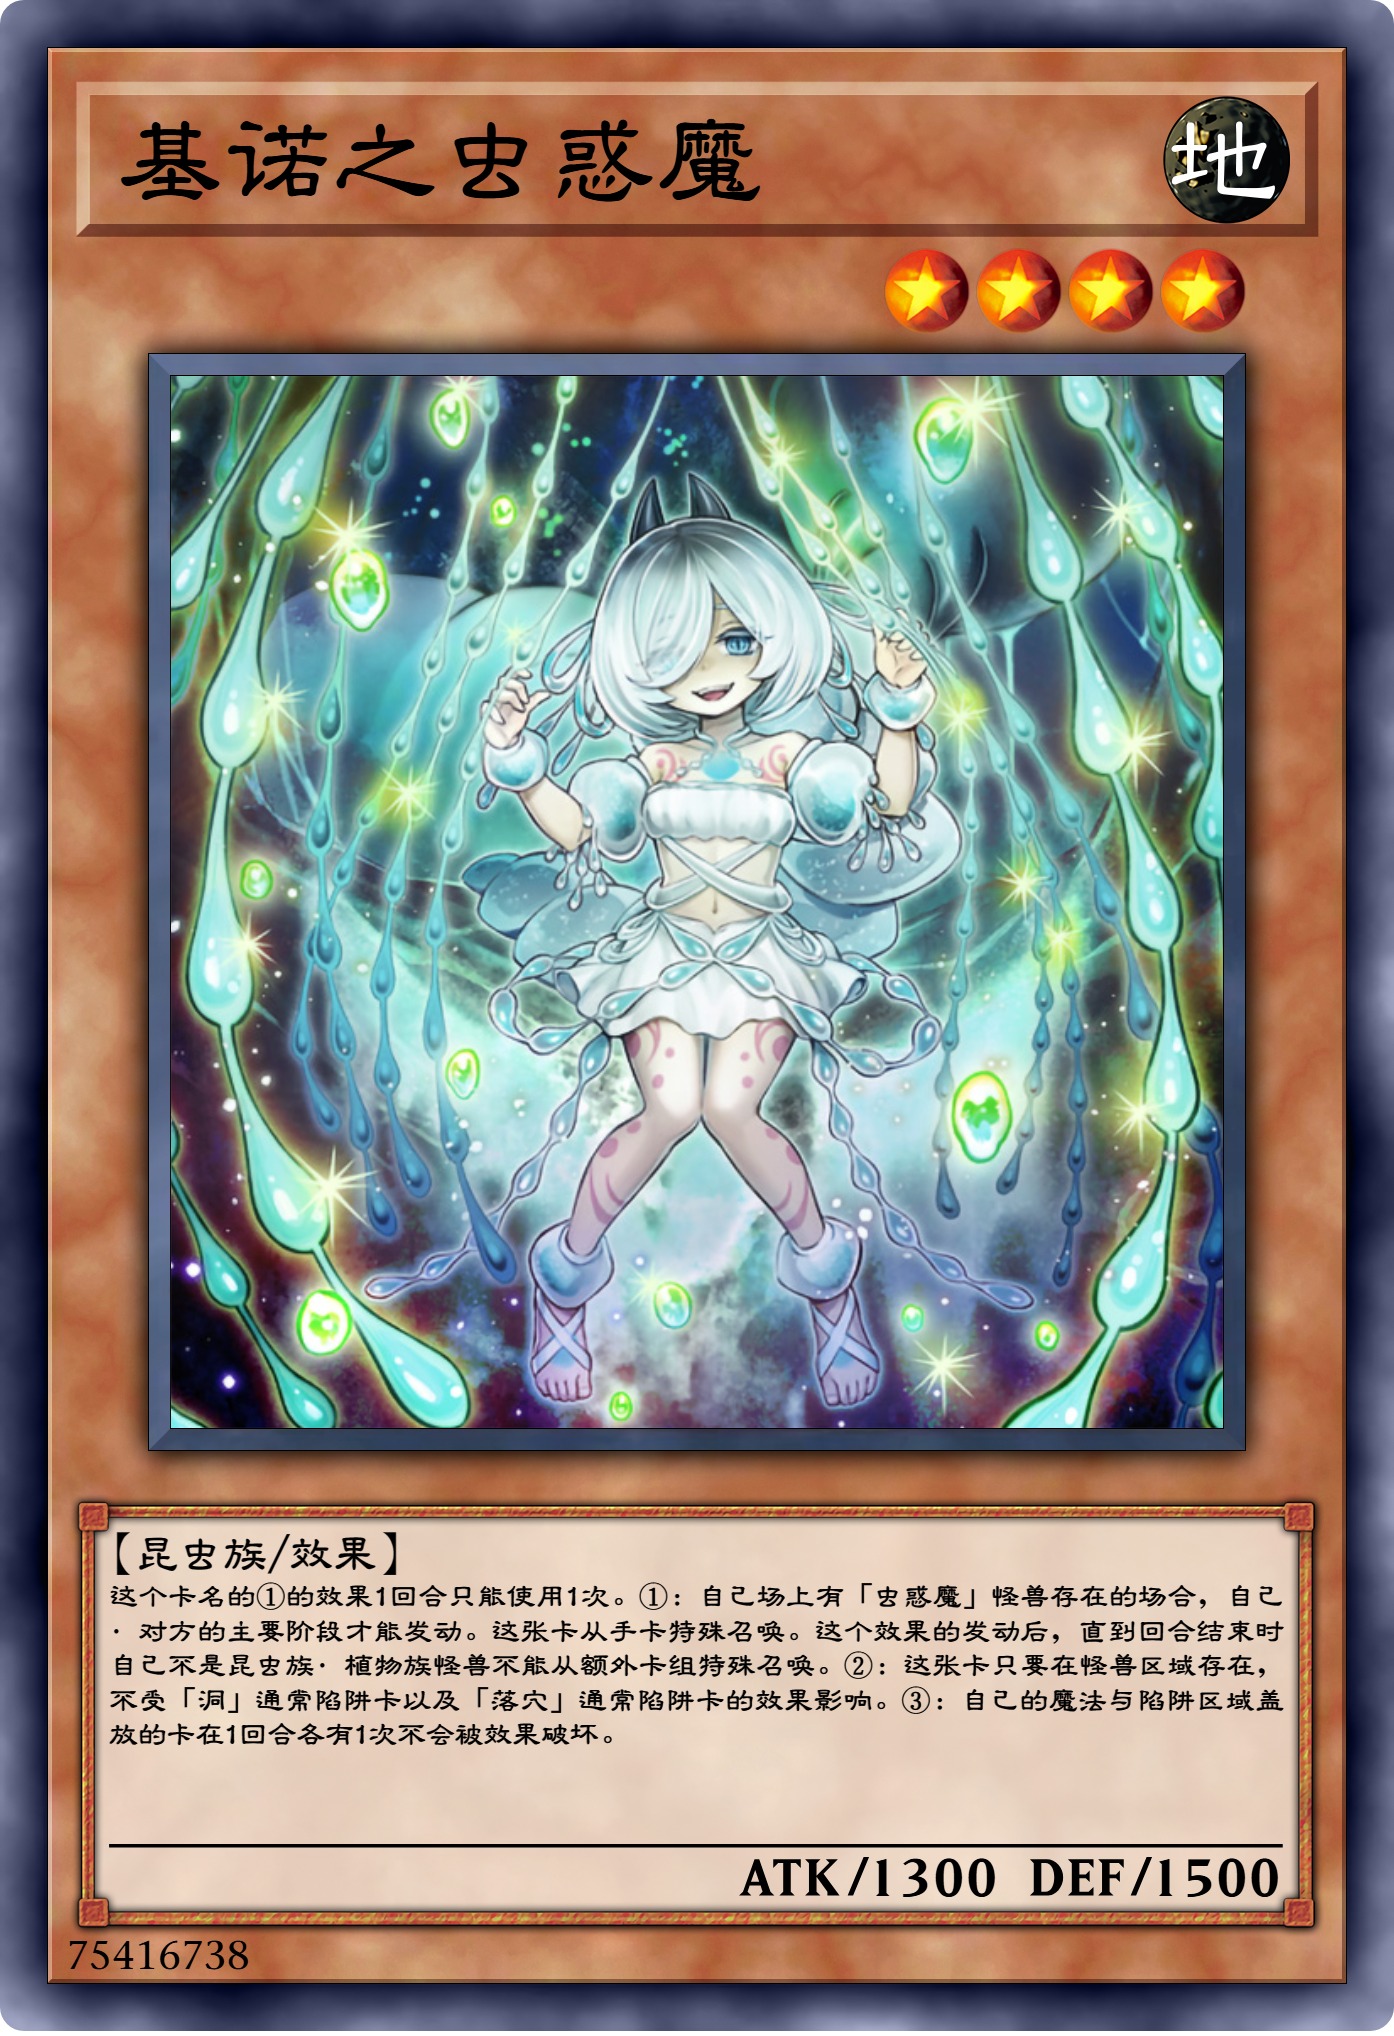 基诺之虫惑魔
地
【昆虫族/效果】
这个卡名的①的效果1回合只能使用1次。①：自己场上有「虫惑魔」怪兽存在的场合，自己
·对方的主要阶段才能发动。这张卡从手卡特殊召唤。这个效果的发动后，直到回合结束时
自己不是昆虫族·植物族怪兽不能从额外卡组特殊召唤。②：这张卡只要在怪兽区域存在，
不受「洞」通常陷阱卡以及「落穴」通常陷阱卡的效果影响。③：自己的魔法与陷阱区域盖
放的卡在1回合各有1次不会被效果破坏。
ATK/1300 DEF/1500
75416738